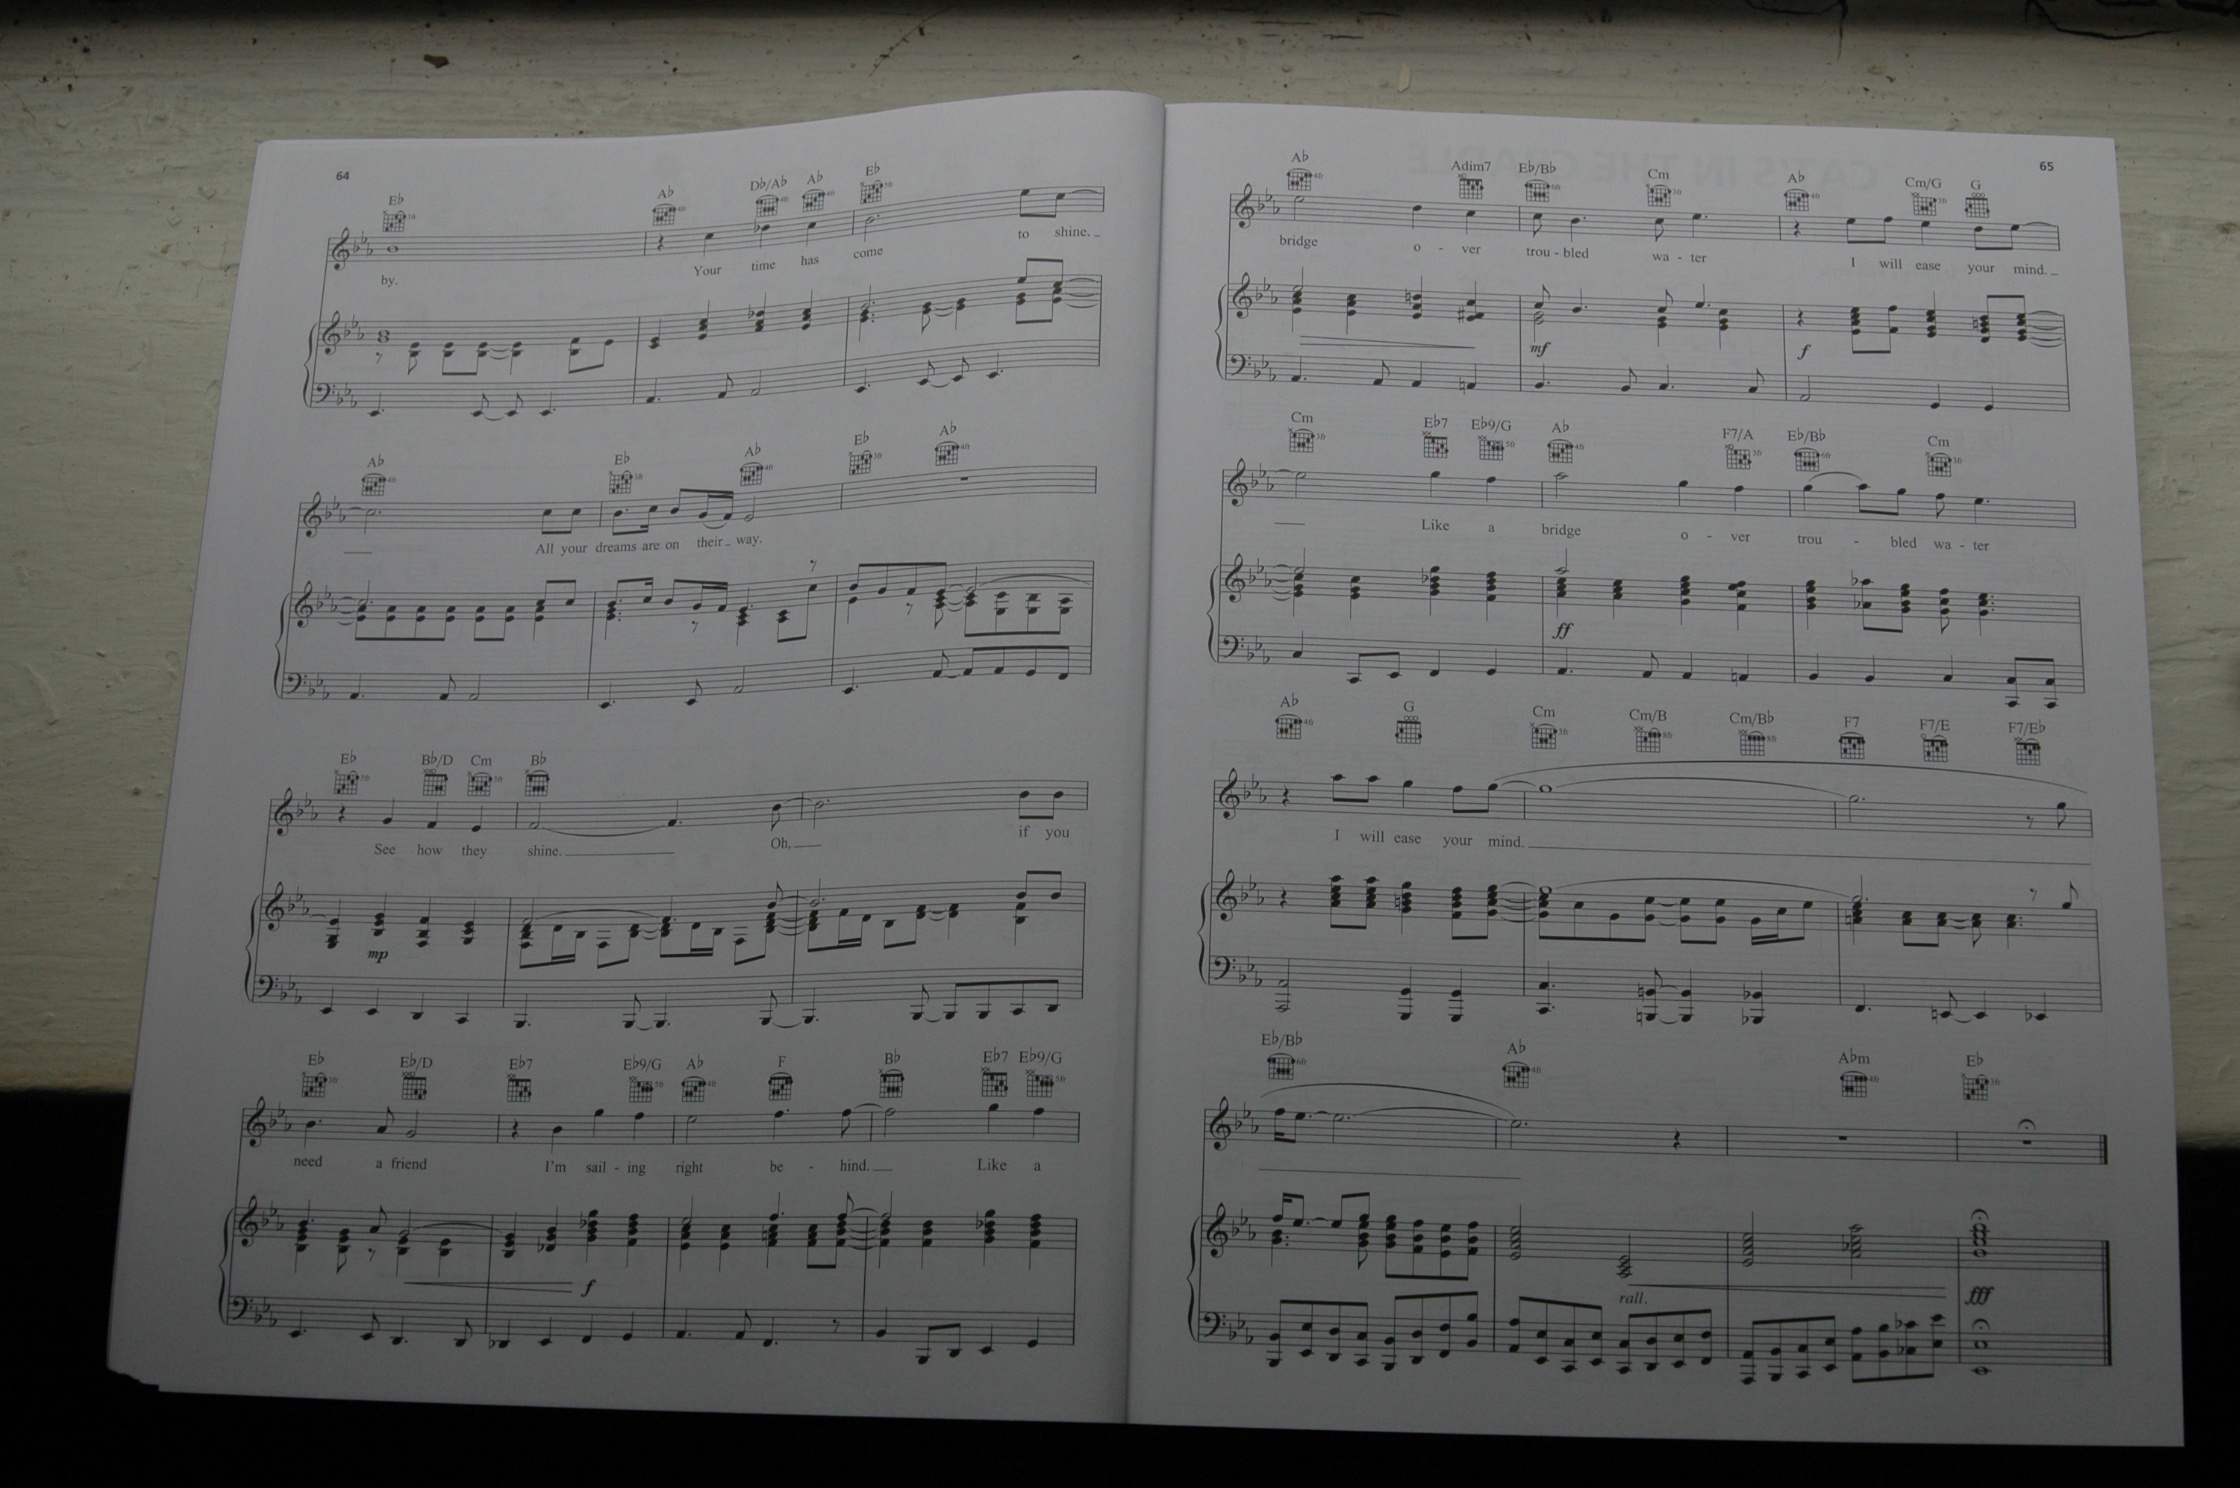 64
Eb Ab Db/Ab Ab Eb
by. Your time has come to shine.
Ab Eb Ab Eb Ab
All your dreams are on their way.
Eb Bb/D Cm Bb
See how they shine. Oh, if you
mp
Eb Eb/D Eb7 Eb9/G Ab F Bb Eb7 Eb9/G
need a friend I'm sail - ing right be - hind. Like a
f
65
Ab Adim7 Eb/Bb Cm Ab Cm/G G
bridge o - ver trou - bled wa - ter I will ease your mind.
mf f
Cm Eb7 Eb9/G Ab F7/A Eb/Bb Cm
Like a bridge o - ver trou - bled wa - ter
ff
Ab G Cm Cm/B Cm/Bb F7 F7/E F7/Eb
I will ease your mind.
Eb/Bb Ab Abm Eb
rall. fff